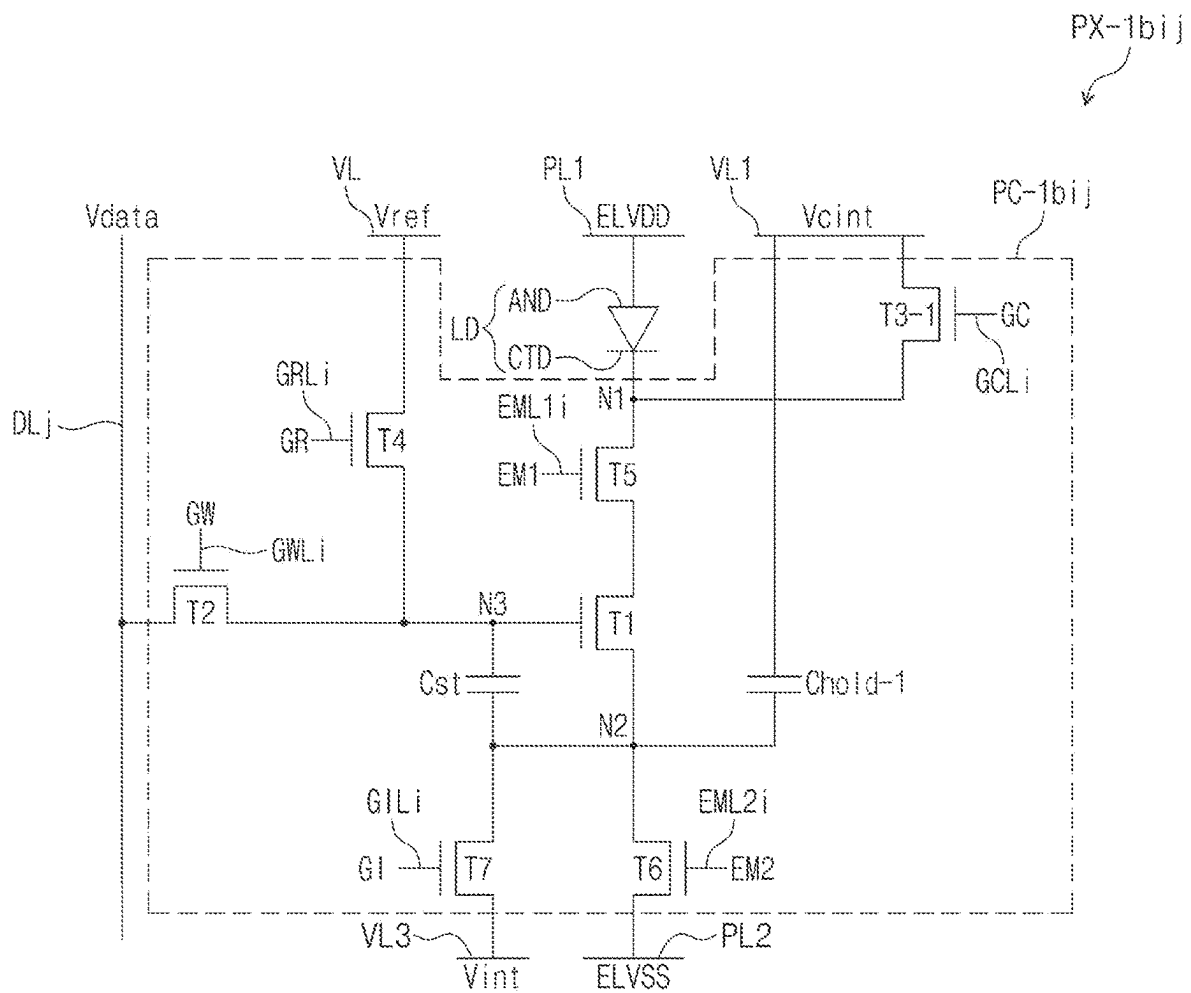 PX-1bij
VL
PL1
VL1
PC-1bij
Vdata
Vref
ELVDD
Vcint
AND
LD
CTD
T3-1
GC
GCLi
GRLi
N1
EML1i
DLj
GR
T4
EM1
T5
GW
GWLi
T2
N3
T1
Cst
Chold-1
N2
GILi
EML2i
GI
T7
T6
EM2
VL3
PL2
Vint
ELVSS